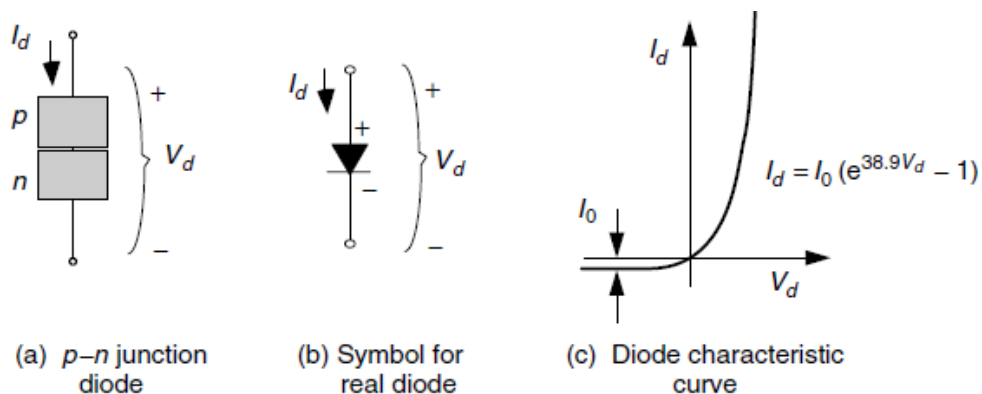 I_d
p
n
+
V_d
–
(a) p–n junction
diode
I_d
+
+
–
V_d
–
(b) Symbol for
real diode
I_d
I_d = I_0 (e^{38.9V_d} – 1)
I_0
V_d
(c) Diode characteristic
curve